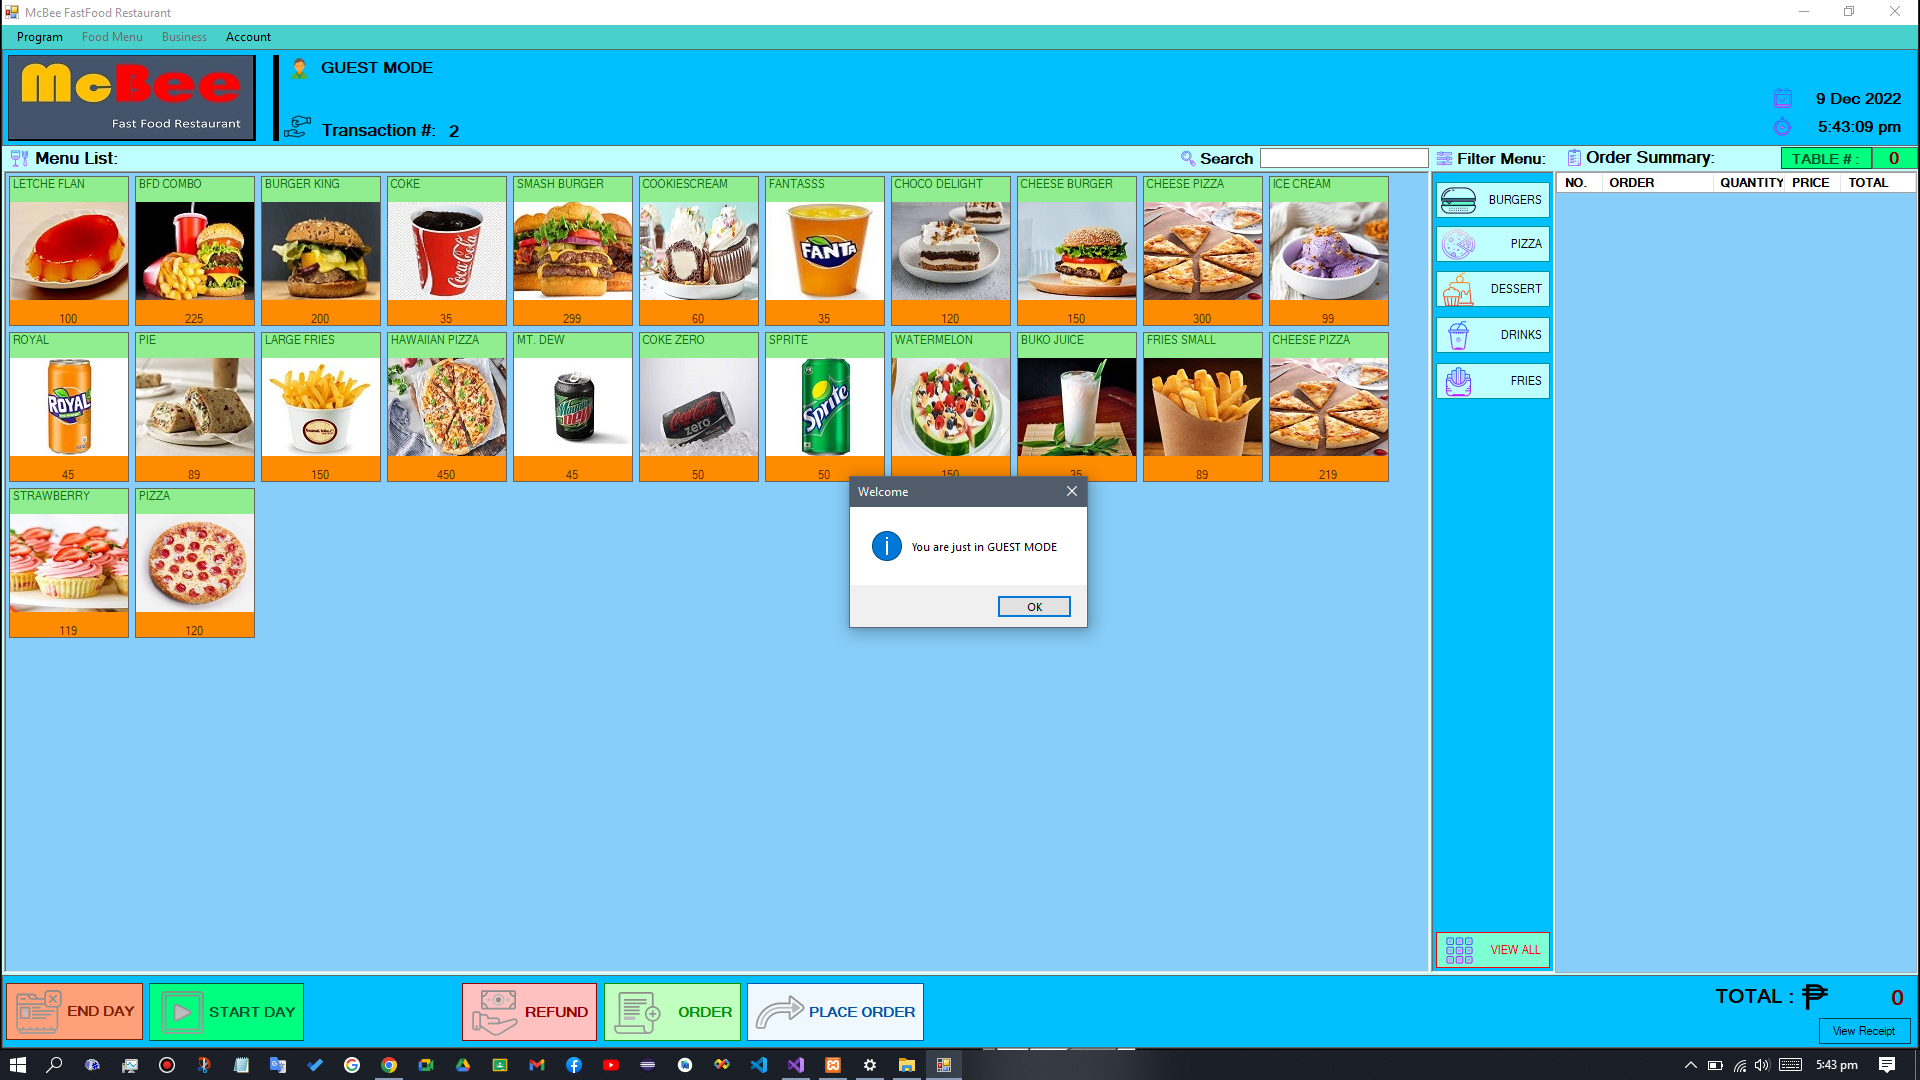 McBee FastFood Restaurant
Program Food Menu Business Account
McBee
Fast Food Restaurant
GUEST MODE
Transaction #: 2
9 Dec 2022
5:43:09 pm
Menu List:
Search
Filter Menu:
Order Summary:
TABLE # : 0
LETCHE FLAN BFD COMBO BURGER KING COKE SMASH BURGER COOKIESCREAM FANTASSS CHOCO DELIGHT CHEESE BURGER CHEESE PIZZA ICE CREAM
Coca-Cola
FANTA
100 225 200 35 299 60 35 120 150 300 99
ROYAL PIE LARGE FRIES HAWAIIAN PIZZA MT. DEW COKE ZERO SPRITE WATERMELON BUKO JUICE FRIES SMALL CHEESE PIZZA
ROYAL
zero
Sprite
45 89 150 450 45 50 50 150 35 89 219
STRAWBERRY PIZZA
119 120
Welcome
You are just in GUEST MODE
OK
BURGERS
PIZZA
DESSERT
DRINKS
FRIES
VIEW ALL
NO. ORDER QUANTITY PRICE TOTAL
END DAY START DAY REFUND ORDER PLACE ORDER
TOTAL : ₱ 0
View Receipt
5:43 pm